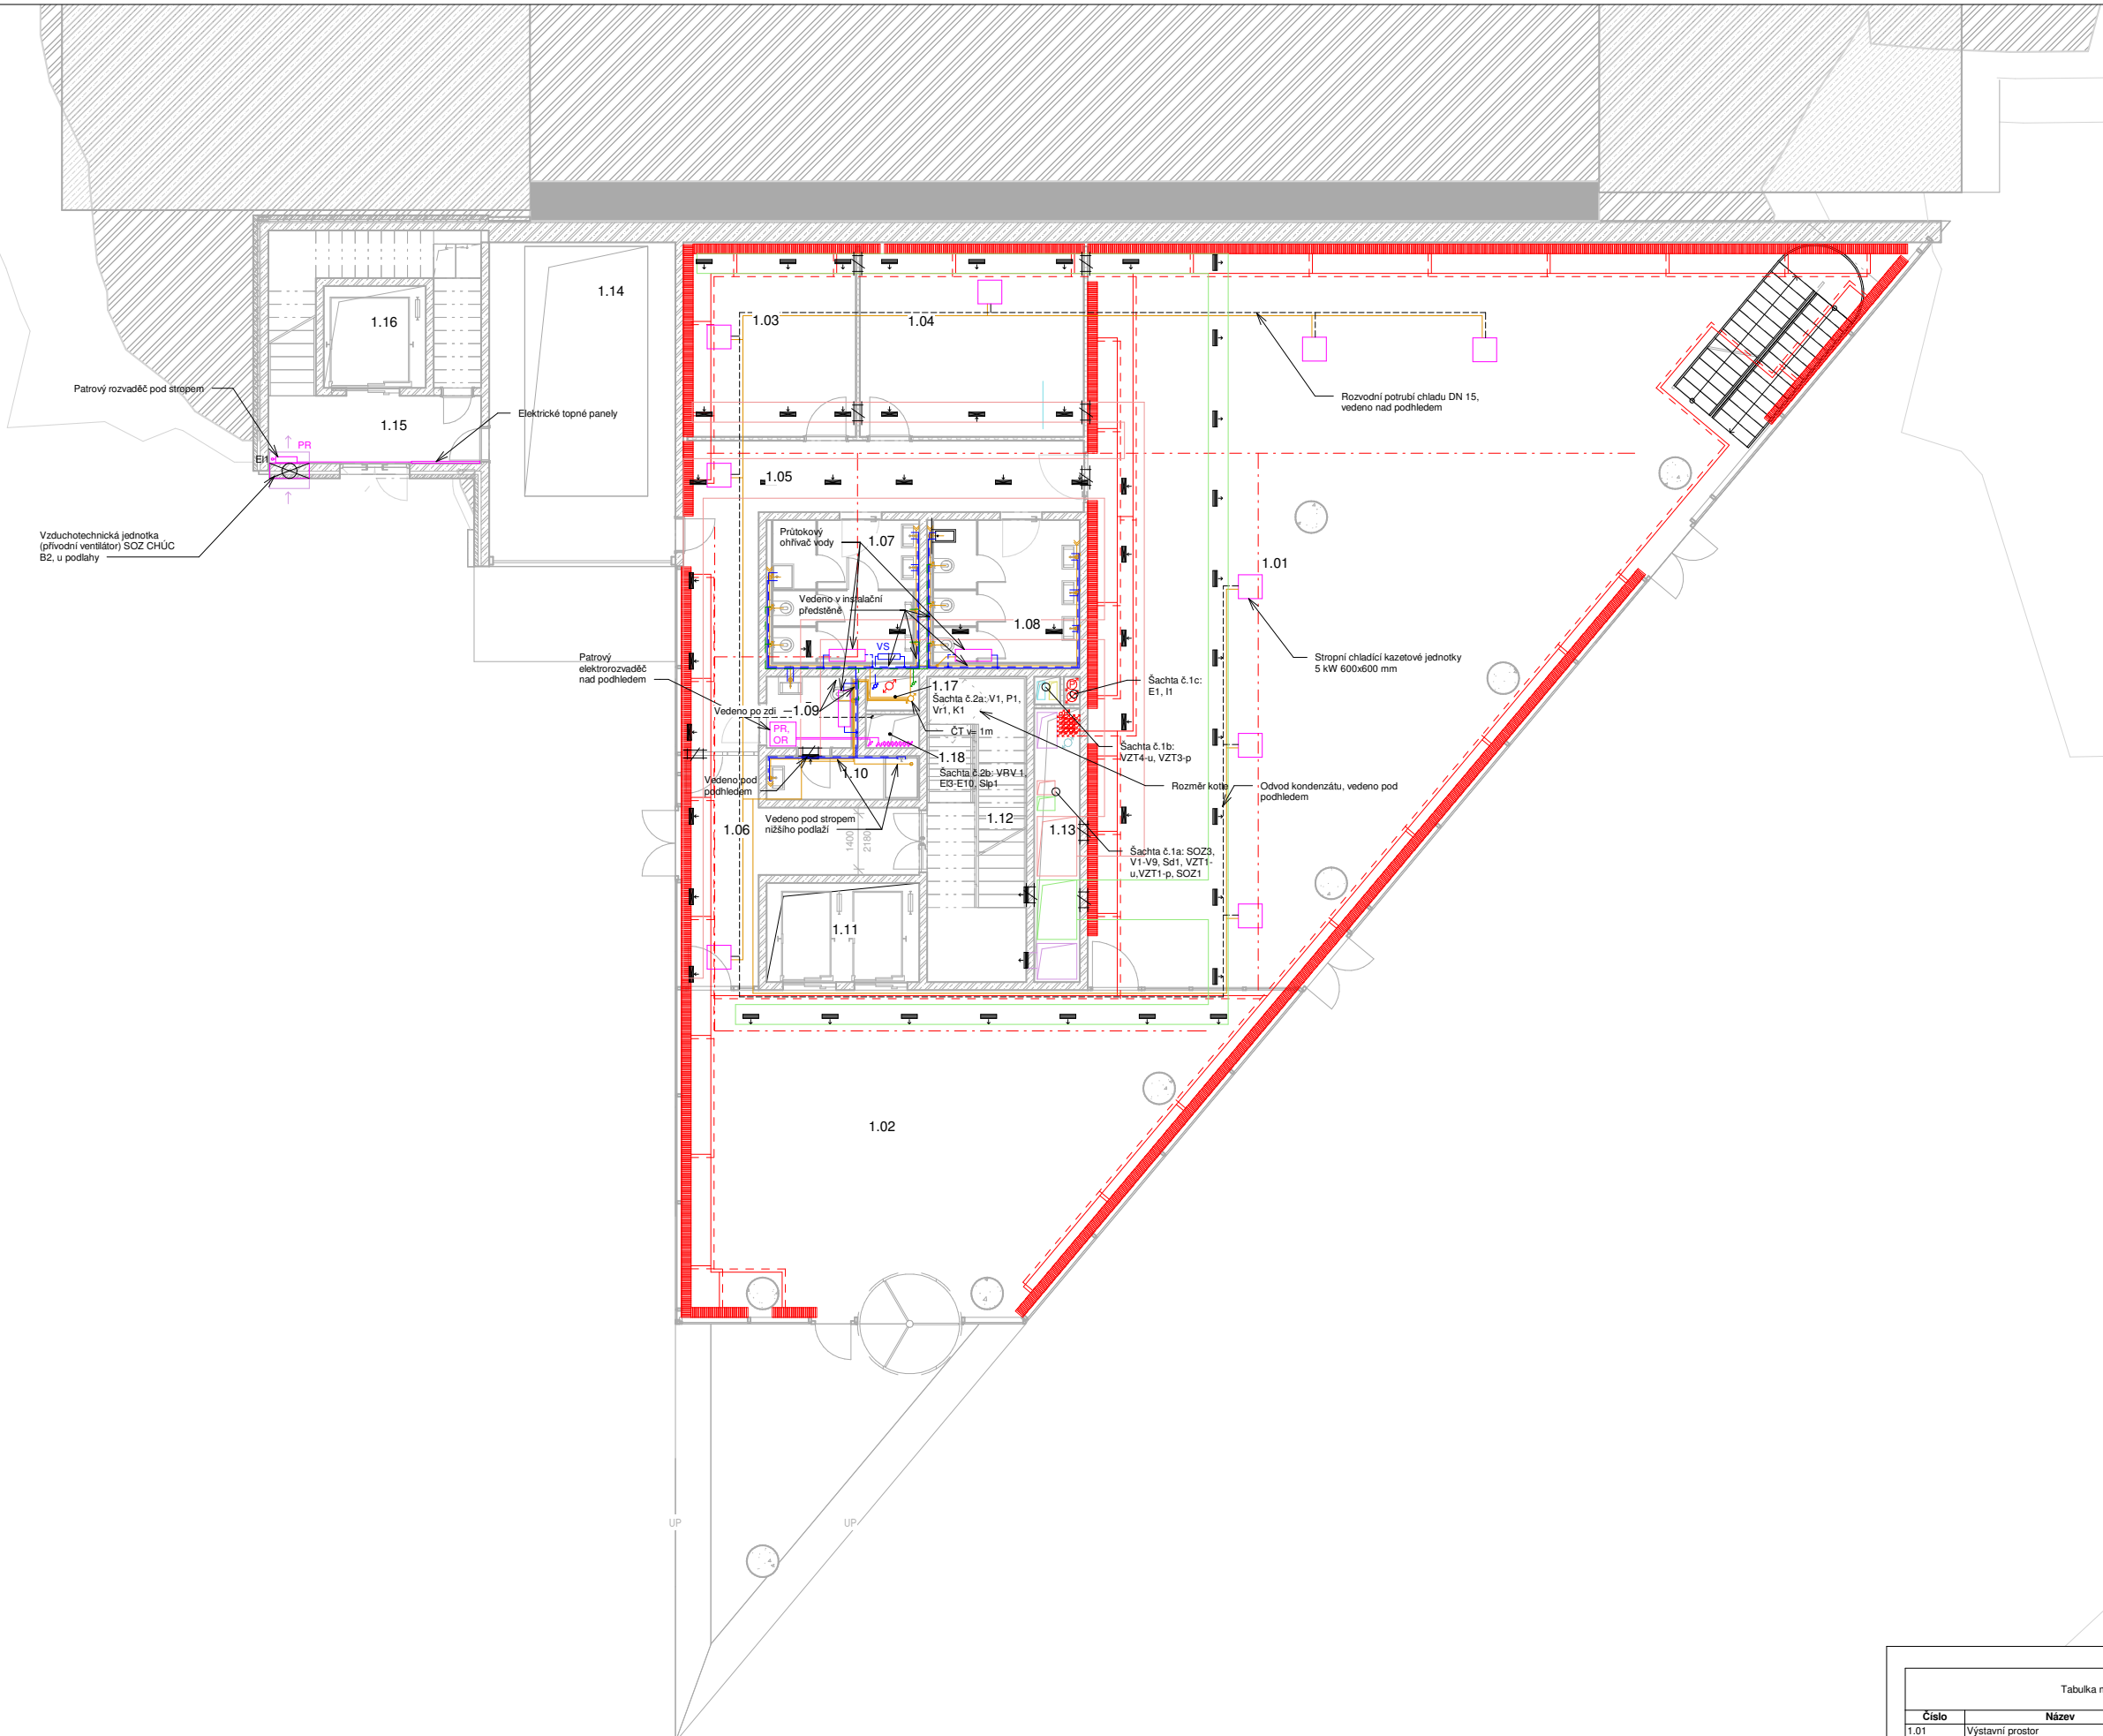 1.14
1.16
1.03
1.04
Patrový rozvaděč pod stropem
Elektrické topné panely
Rozvodní potrubí chladu DN 15,
vedeno nad podhledem
1.15
PR
1.05
Vzduchotechnická jednotka
(přívodní ventilátor) SOZ CHÚC
B2, u podlahy
Průtokový
ohřívač vody
1.07
1.01
Vedeno v instalační
předstěně
1.08
VS
Patrový
elektrorozvaděč
nad podhledem
Stropní chladící kazetové jednotky
5 kW 600x600 mm
1.17
Šachta č.1c:
E1, I1
Šachta č.2a: V1, P1,
Vr1, K1
Vedeno po zdi
1.09
PR,
OR
ČT v= 1m
Šachta č.1b:
VZT4-u, VZT3-p
1.18
Šachta č.2b: VRV 1,
El3-E10, Slp1
1.10
Vedeno pod
podhledem
Rozměr kotle
Odvod kondenzátu, vedeno pod
podhledem
Vedeno pod stropem
nižšího podlaží
1.06
1400
2180
1.12
1.13
Šachta č.1a: SOZ3,
V1-V9, Sd1, VZT1-
u,VZT1-p, SOZ1
1.11
1.02
UP
UP
Tabulka
Číslo Název
1.01 Výstavní prostor